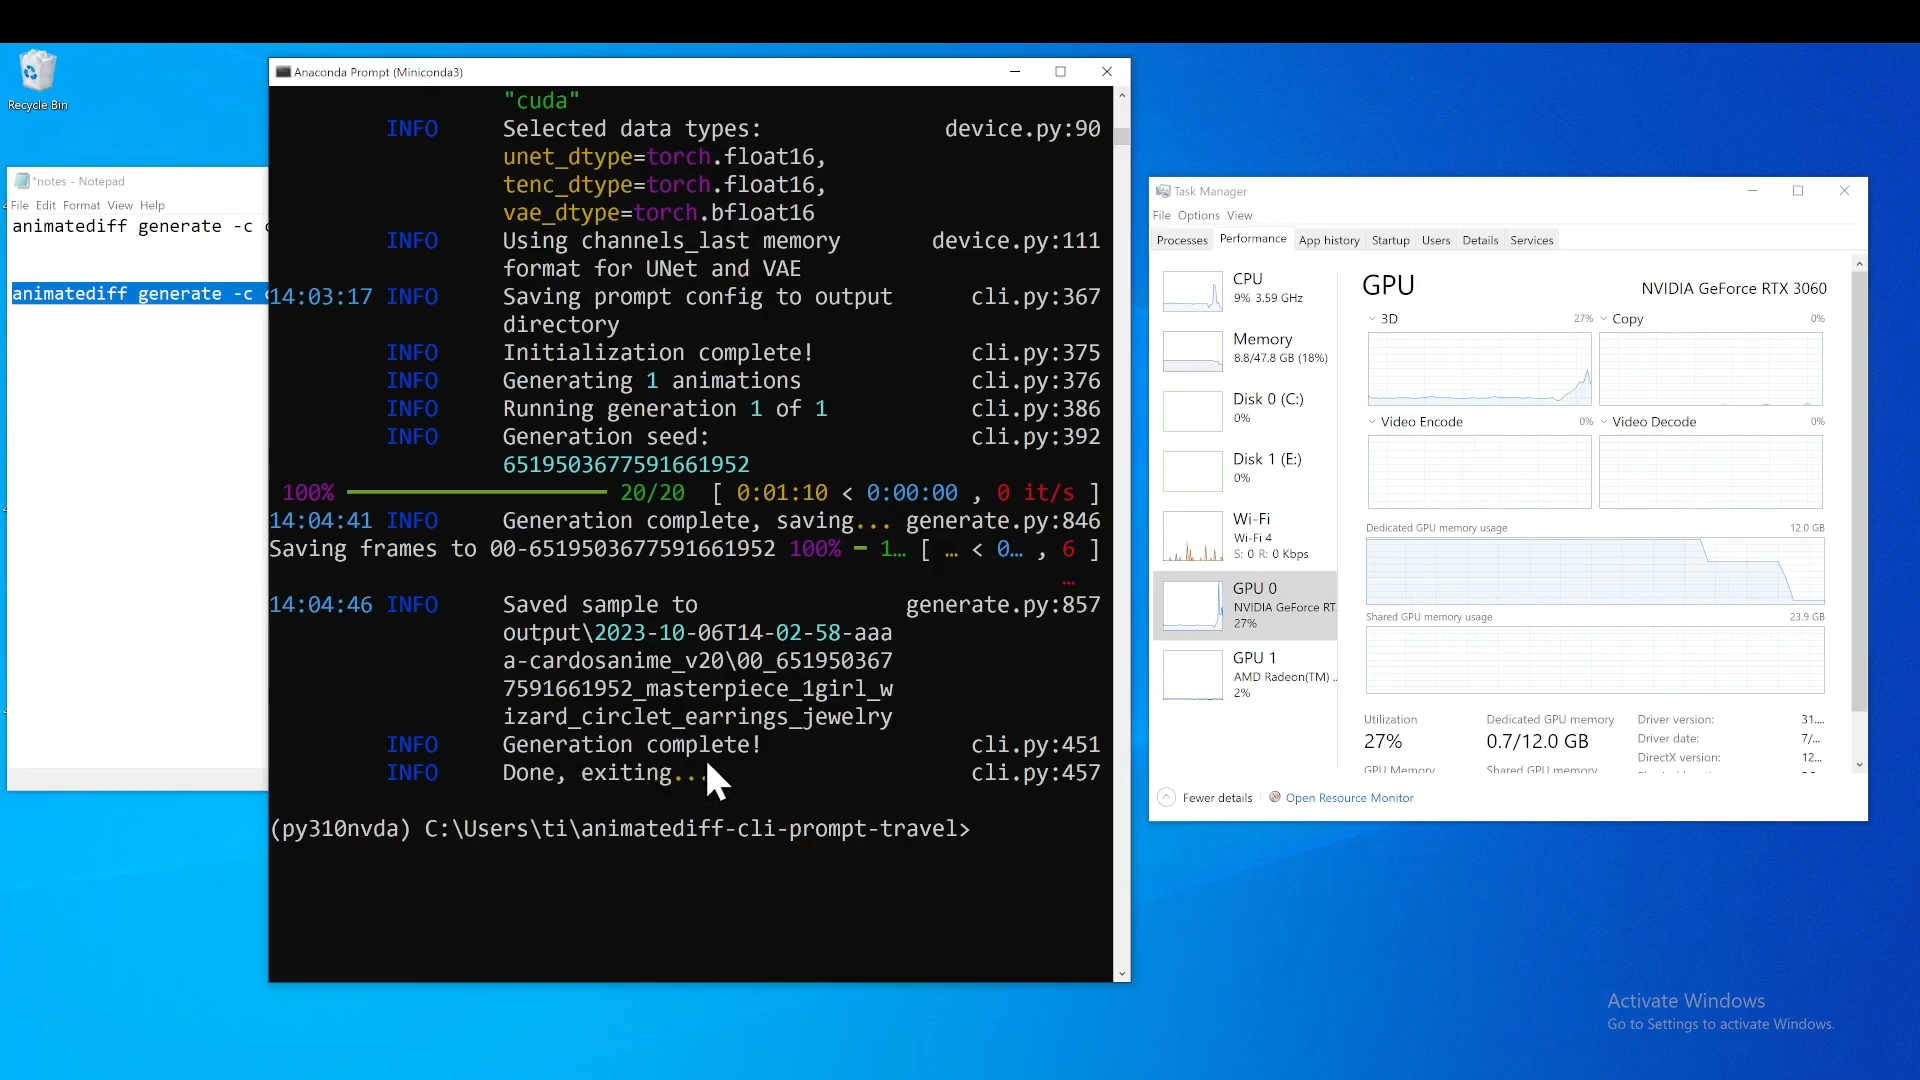 Recycle Bin
*notes - Notepad
File Edit Format View Help
animatediff generate -c
animatediff generate -c
Anaconda Prompt (Miniconda3)
"cuda"
INFO Selected data types: device.py:90
unet_dtype=torch.float16,
tenc_dtype=torch.float16,
vae_dtype=torch.bfloat16
INFO Using channels_last memory device.py:111
format for UNet and VAE
14:03:17 INFO Saving prompt config to output cli.py:367
directory
INFO Initialization complete! cli.py:375
INFO Generating 1 animations cli.py:376
INFO Running generation 1 of 1 cli.py:386
INFO Generation seed: cli.py:392
6519503677591661952
100% 20/20 [ 0:01:10 < 0:00:00 , 0 it/s ]
14:04:41 INFO Generation complete, saving... generate.py:846
Saving frames to 00-6519503677591661952 100% 1… [ … < 0… , 6 ]
…
14:04:46 INFO Saved sample to generate.py:857
output\2023-10-06T14-02-58-aaa
a-cardosanime_v20\00_651950367
7591661952_masterpiece_1girl_w
izard_circlet_earrings_jewelry
INFO Generation complete! cli.py:451
INFO Done, exiting... cli.py:457
(py310nvda) C:\Users\ti\animatediff-cli-prompt-travel>
Task Manager
File Options View
Processes Performance App history Startup Users Details Services
CPU
9% 3.59 GHz
Memory
8.8/47.8 GB (18%)
Disk 0 (C:)
0%
Disk 1 (E:)
0%
Wi-Fi
Wi-Fi 4
S: 0 R: 0 Kbps
GPU 0
NVIDIA GeForce RT
27%
GPU 1
AMD Radeon(TM) ..
2%
GPU NVIDIA GeForce RTX 3060
3D 27% Copy 0%
Video Encode 0% Video Decode 0%
Dedicated GPU memory usage 12.0 GB
Shared GPU memory usage 23.9 GB
Utilization Dedicated GPU memory Driver version: 31....
27% 0.7/12.0 GB Driver date: 7/...
DirectX version: 12...
GPU Memory Shared GPU memory
Fewer details Open Resource Monitor
Activate Windows
Go to Settings to activate Windows.